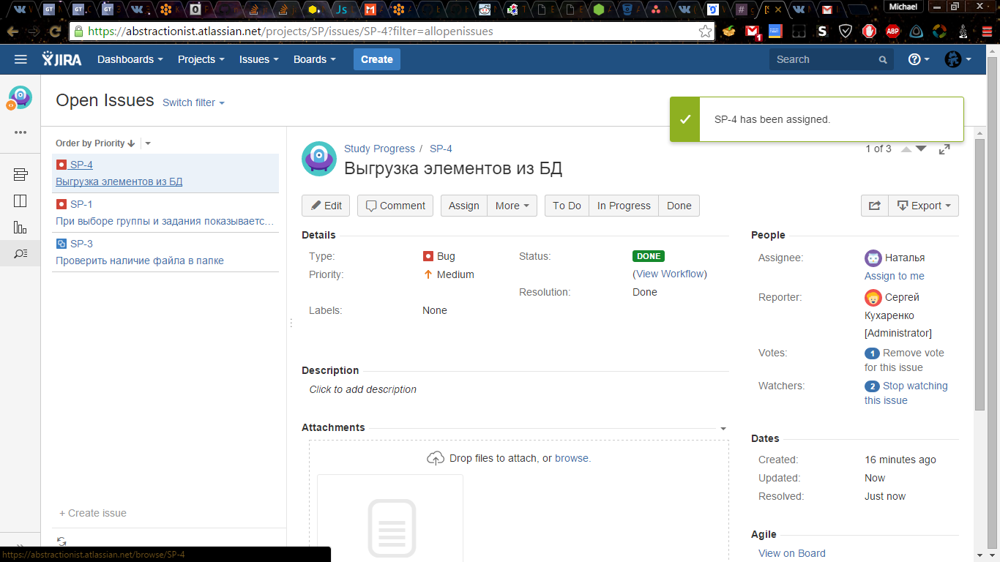 Michael
https://abstractionist.atlassian.net/projects/SP/issues/SP-4?filter=allopenissues
JIRA Dashboards Projects Issues Boards Create Search
Open Issues Switch filter
SP-4 has been assigned.
Order by Priority
SP-4
Выгрузка элементов из БД
SP-1
При выборе группы и задания показываетс...
SP-3
Проверить наличие файла в папке
+ Create issue
Study Progress / SP-4
1 of 3
Выгрузка элементов из БД
Edit Comment Assign More To Do In Progress Done Export
Details
Type: Bug
Status: DONE
Priority: Medium
(View Workflow)
Resolution: Done
Labels: None
Description
Click to add description
Attachments
Drop files to attach, or browse.
People
Assignee: Наталья
Assign to me
Reporter: Сергей
Кухаренко
[Administrator]
Votes: 1 Remove vote
for this issue
Watchers: 2 Stop watching
this issue
Dates
Created: 16 minutes ago
Updated: Now
Resolved: Just now
Agile
View on Board
https://abstractionist.atlassian.net/browse/SP-4